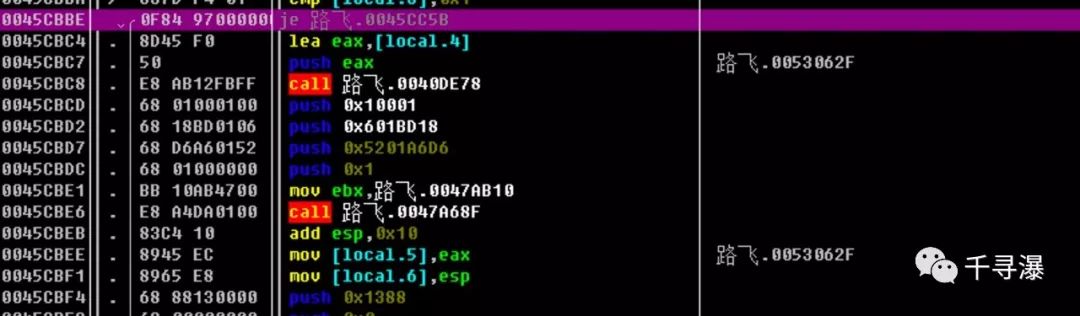 0045CBBE . 0F84 97000000 je 路飞.0045CC5B
0045CBC4 . 8D45 F0 lea eax,[local.4]
0045CBC7 . 50 push eax 路飞.0053062F
0045CBC8 . E8 AB12FBFF call 路飞.0040DE78
0045CBCD . 68 01000100 push 0x10001
0045CBD2 . 68 18BD0106 push 0x601BD18
0045CBD7 . 68 D6A60152 push 0x5201A6D6
0045CBDC . 68 01000000 push 0x1
0045CBE1 . BB 10AB4700 mov ebx,路飞.0047AB10
0045CBE6 . E8 A4DA0100 call 路飞.0047A68F
0045CBEB . 83C4 10 add esp,0x10
0045CBEE . 8945 EC mov [local.5],eax 路飞.0053062F
0045CBF1 . 8965 E8 mov [local.6],esp
0045CBF4 . 68 88130000 push 0x1388
千寻瀑